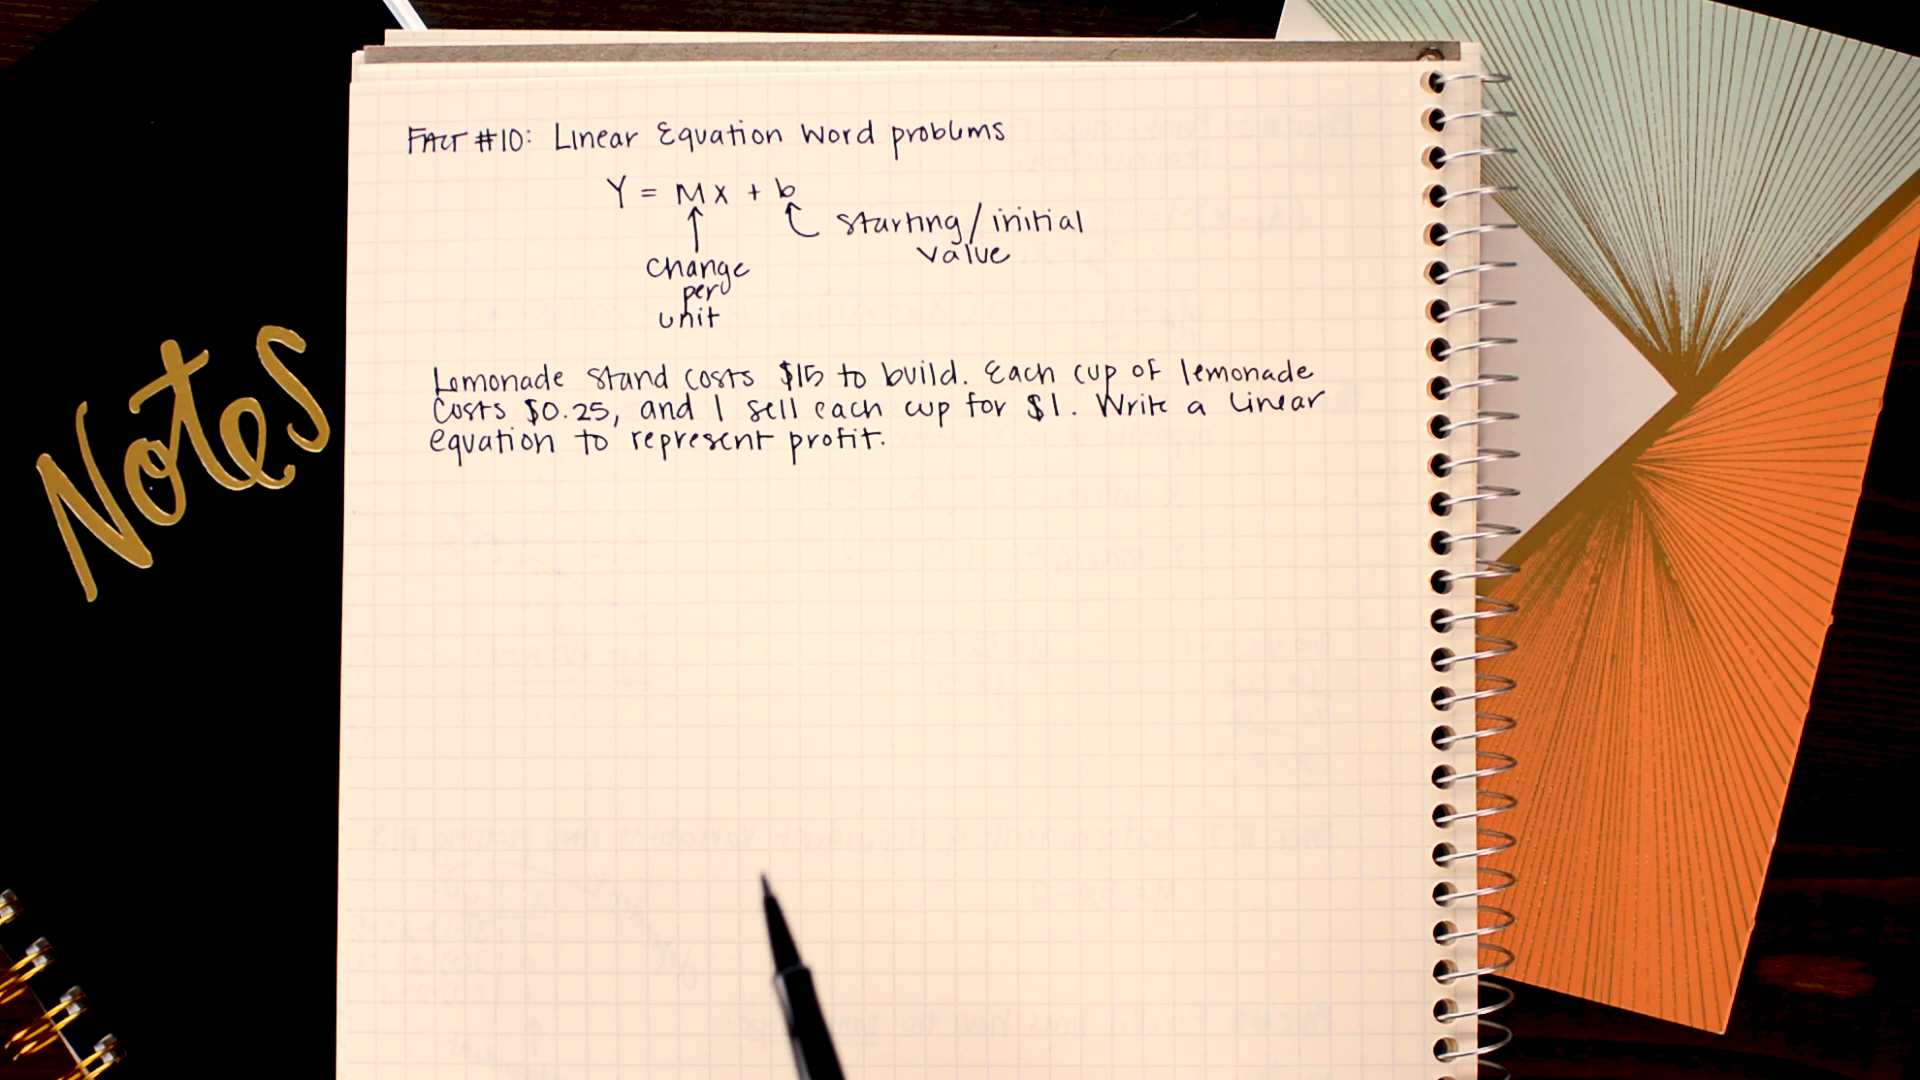 FACT #10: Linear Equation Word problems
Y = Mx + b
starting/initial
value
change
per
unit
Lemonade stand costs $15 to build. Each cup of lemonade
costs $0.25, and I sell each cup for $1. Write a linear
equation to represent profit.
Notes